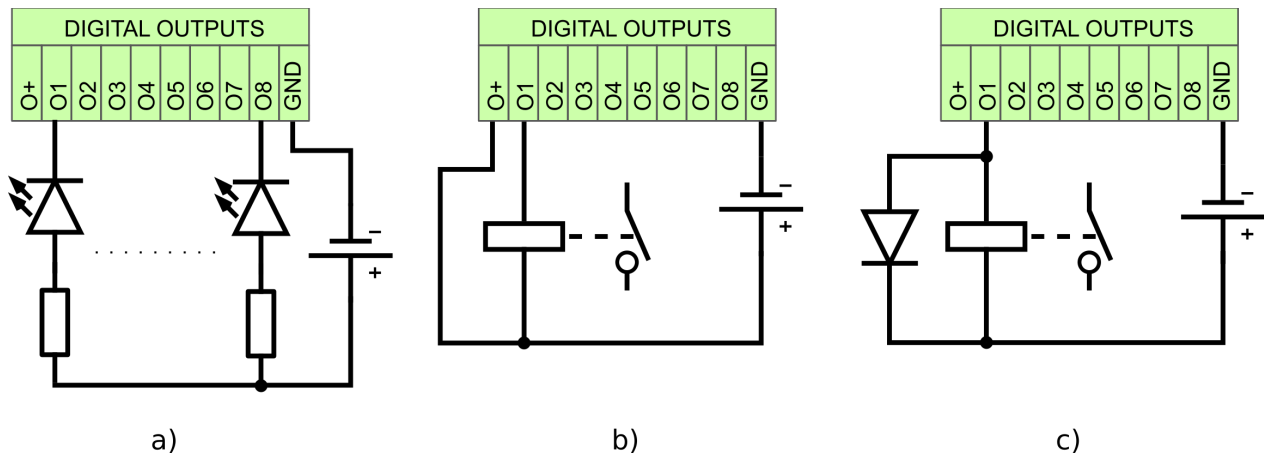 DIGITAL OUTPUTS
O+ O1 O2 O3 O4 O5 O6 O7 O8 GND
− +
a)
DIGITAL OUTPUTS
O+ O1 O2 O3 O4 O5 O6 O7 O8 GND
− +
b)
DIGITAL OUTPUTS
O+ O1 O2 O3 O4 O5 O6 O7 O8 GND
− +
c)